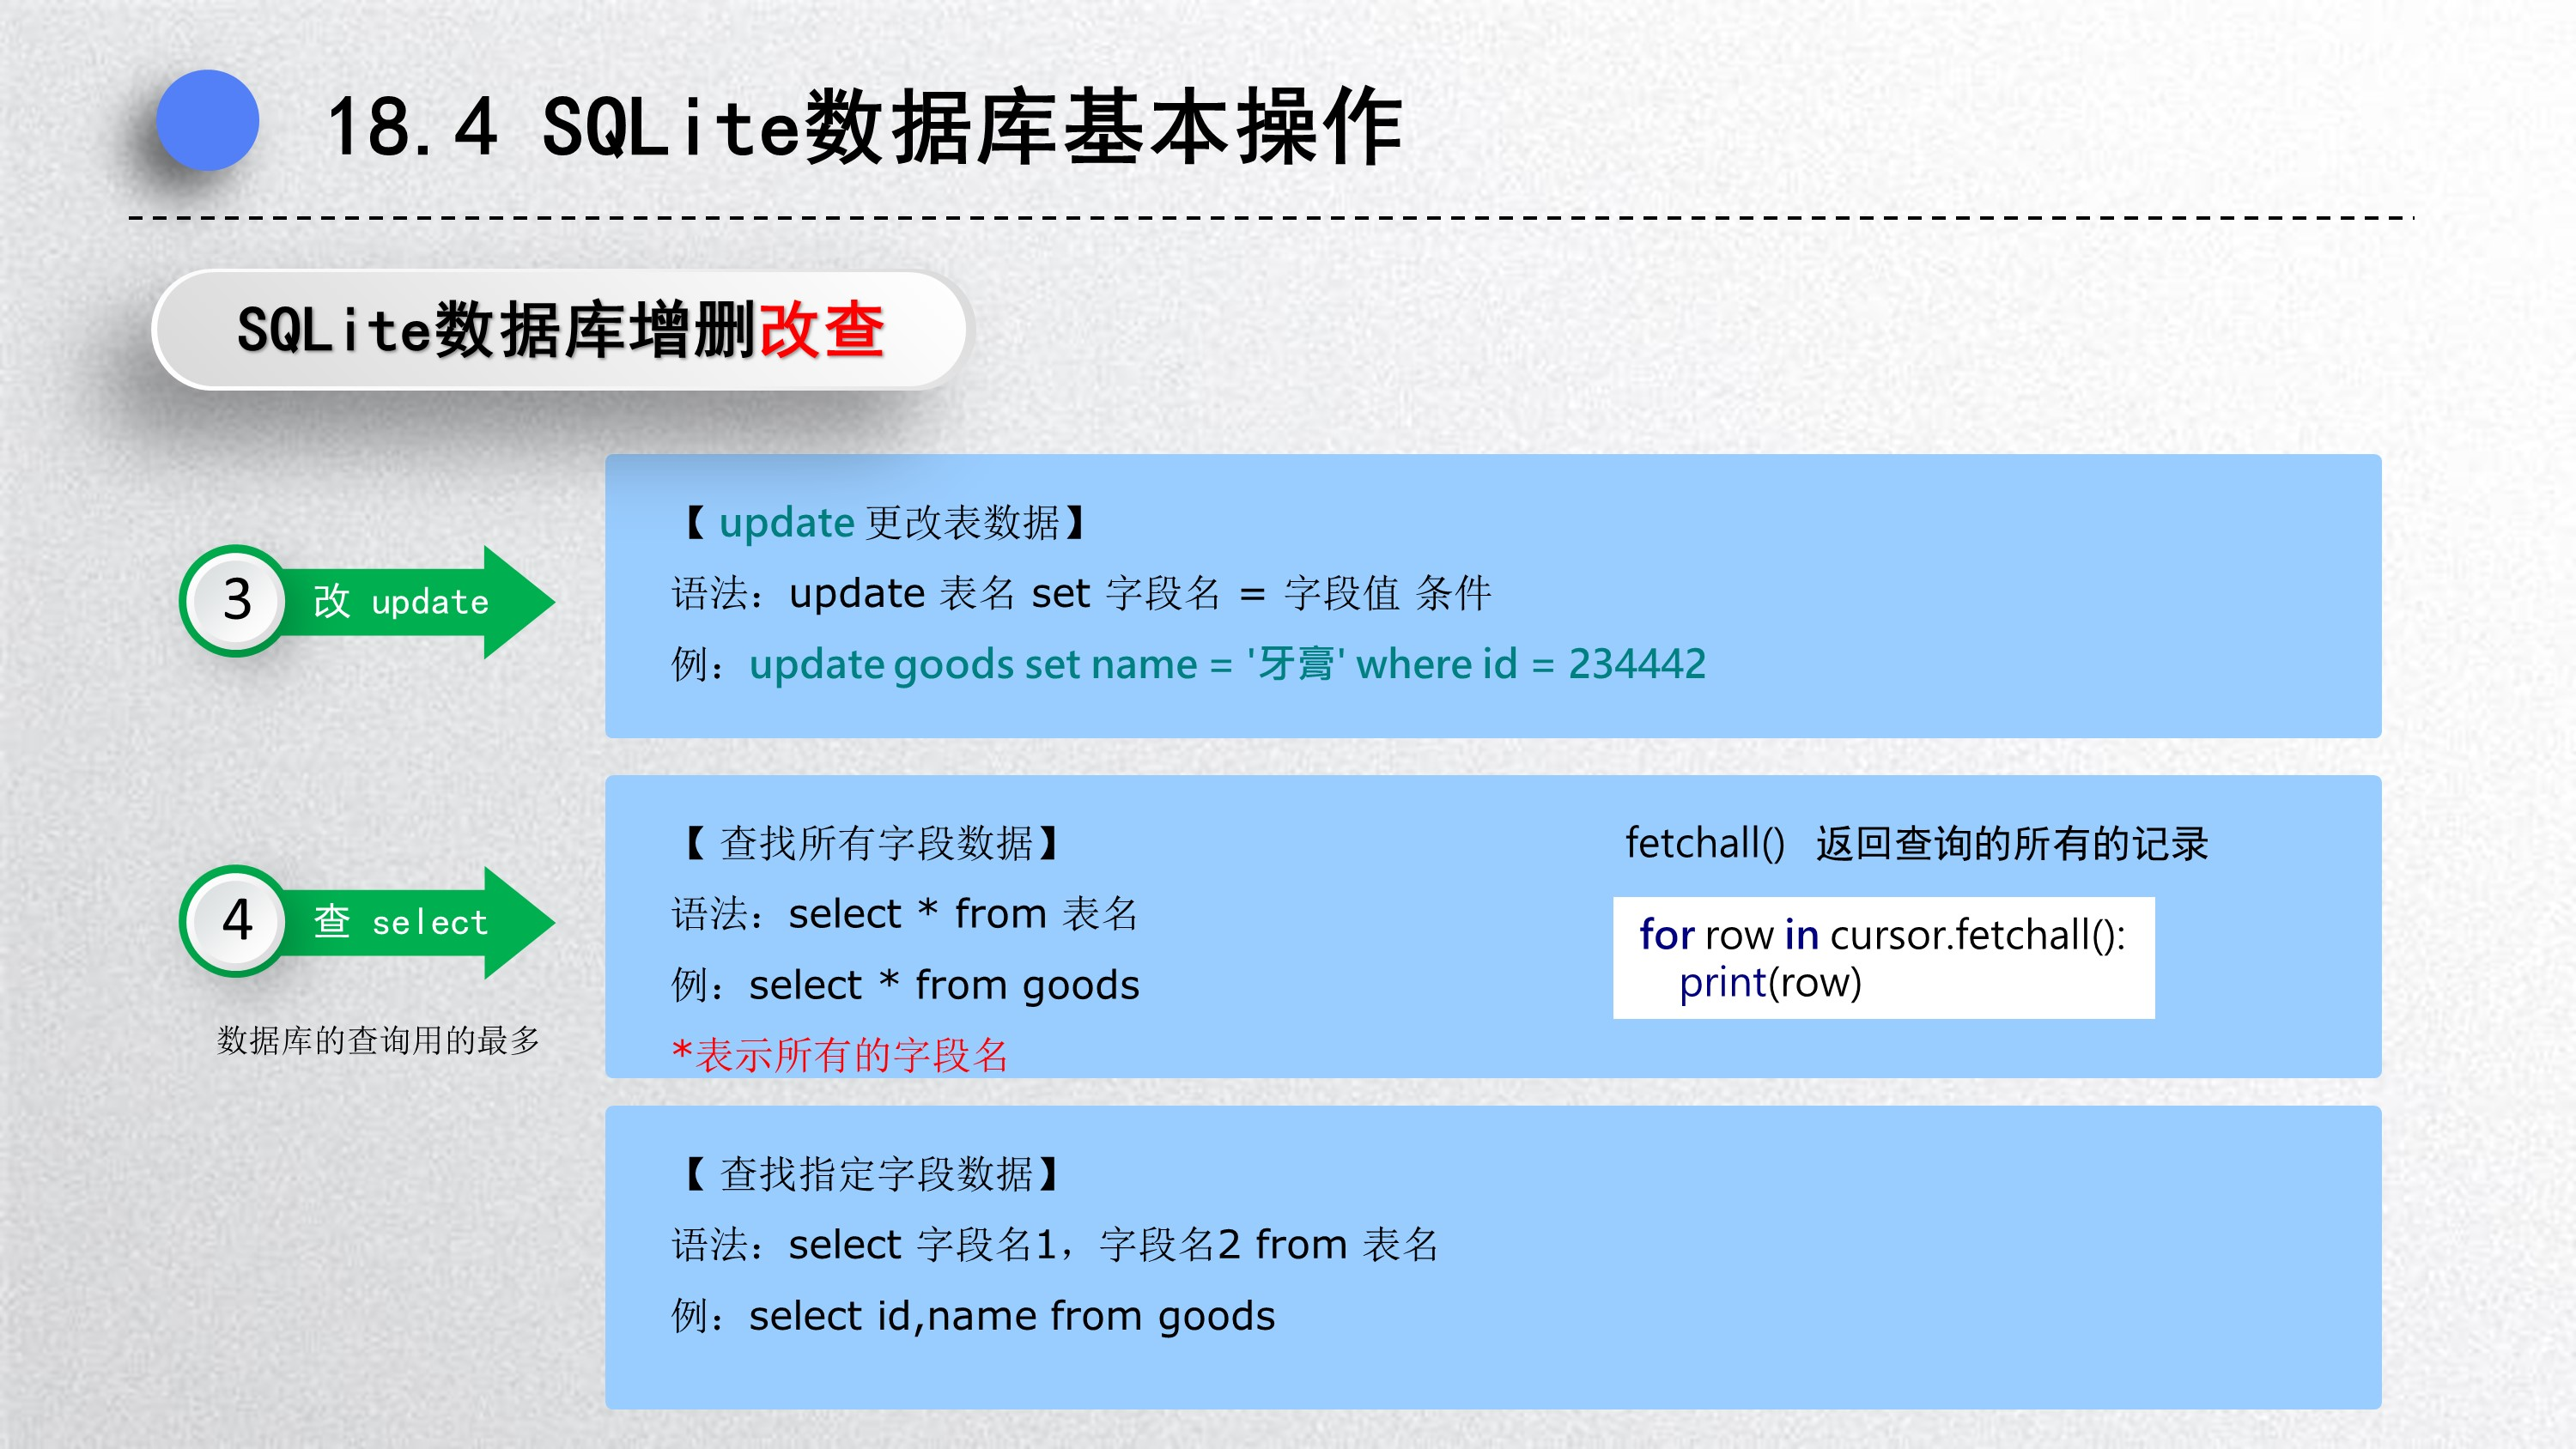 18.4 SQLite数据库基本操作
SQLite数据库增删改查
3
改 update
【 update 更改表数据】
语法：update 表名 set 字段名 = 字段值 条件
例：update goods set name = '牙膏' where id = 234442
4
查 select
数据库的查询用的最多
【 查找所有字段数据】
语法：select * from 表名
例：select * from goods
*表示所有的字段名
fetchall() 返回查询的所有的记录
for row in cursor.fetchall():
    print(row)
【 查找指定字段数据】
语法：select 字段名1，字段名2 from 表名
例：select id,name from goods